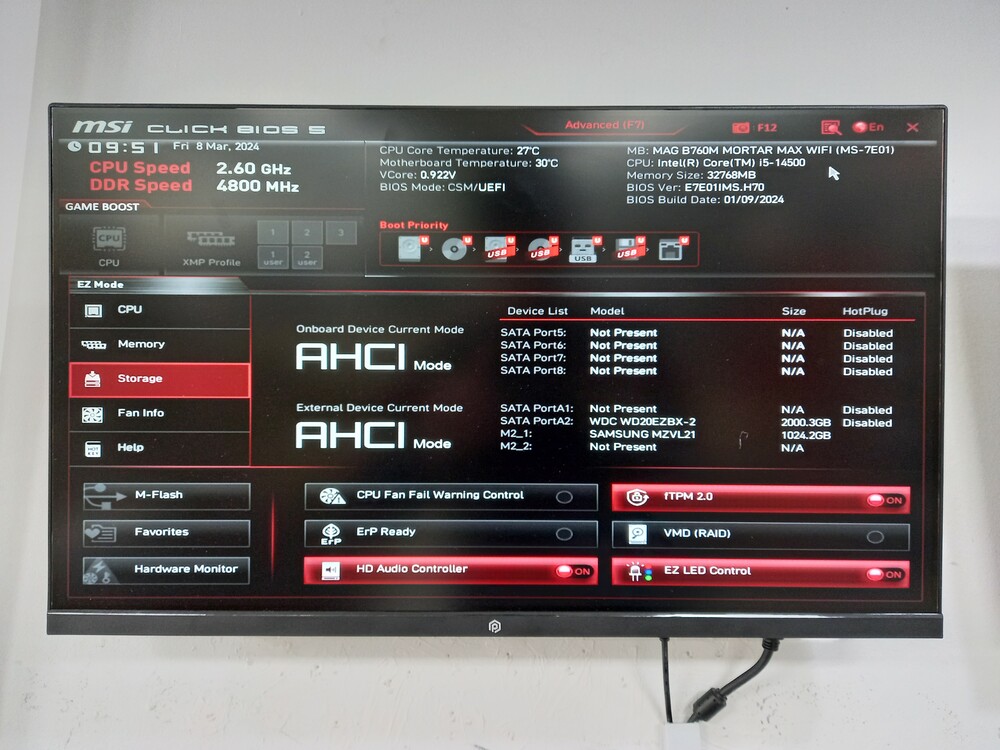 msi CLICK BIOS 5
Advanced (F7)
F12
En
X
09:51 Fri 8 Mar, 2024
CPU Speed 2.60 GHz
DDR Speed 4800 MHz
CPU Core Temperature: 27°C
Motherboard Temperature: 30°C
VCore: 0.922V
BIOS Mode: CSM/UEFI
MB: MAG B760M MORTAR MAX WIFI (MS-7E01)
CPU: Intel(R) Core(TM) i5-14500
Memory Size: 32768MB
BIOS Ver: E7E01IMS.H70
BIOS Build Date: 01/09/2024
GAME BOOST
CPU
CPU
XMP Profile
1 2 3
1 user 2 user
Boot Priority
U U U U U U U
USB USB USB USB
EZ Mode
CPU
Memory
Storage
Fan Info
HOT KEY
Help
Onboard Device Current Mode
AHCI Mode
External Device Current Mode
AHCI Mode
Device List Model Size HotPlug
SATA Port5: Not Present N/A Disabled
SATA Port6: Not Present N/A Disabled
SATA Port7: Not Present N/A Disabled
SATA Port8: Not Present N/A Disabled
SATA PortA1: Not Present N/A Disabled
SATA PortA2: WDC WD20EZBX-2 2000.3GB Disabled
M2_1: SAMSUNG MZVL21 1024.2GB
M2_2: Not Present N/A
M-Flash
Favorites
Hardware Monitor
CPU Fan Fail Warning Control
ErP
ErP Ready
HD Audio Controller ON
fTPM 2.0 ON
VMD (RAID)
EZ LED Control ON